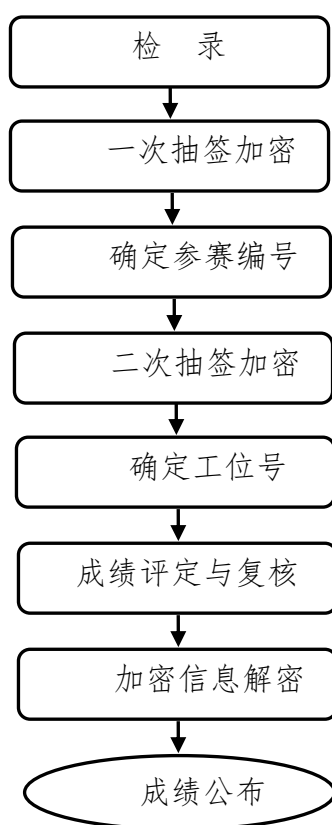 检 录
一次抽签加密
确定参赛编号
二次抽签加密
确定工位号
成绩评定与复核
加密信息解密
成绩公布